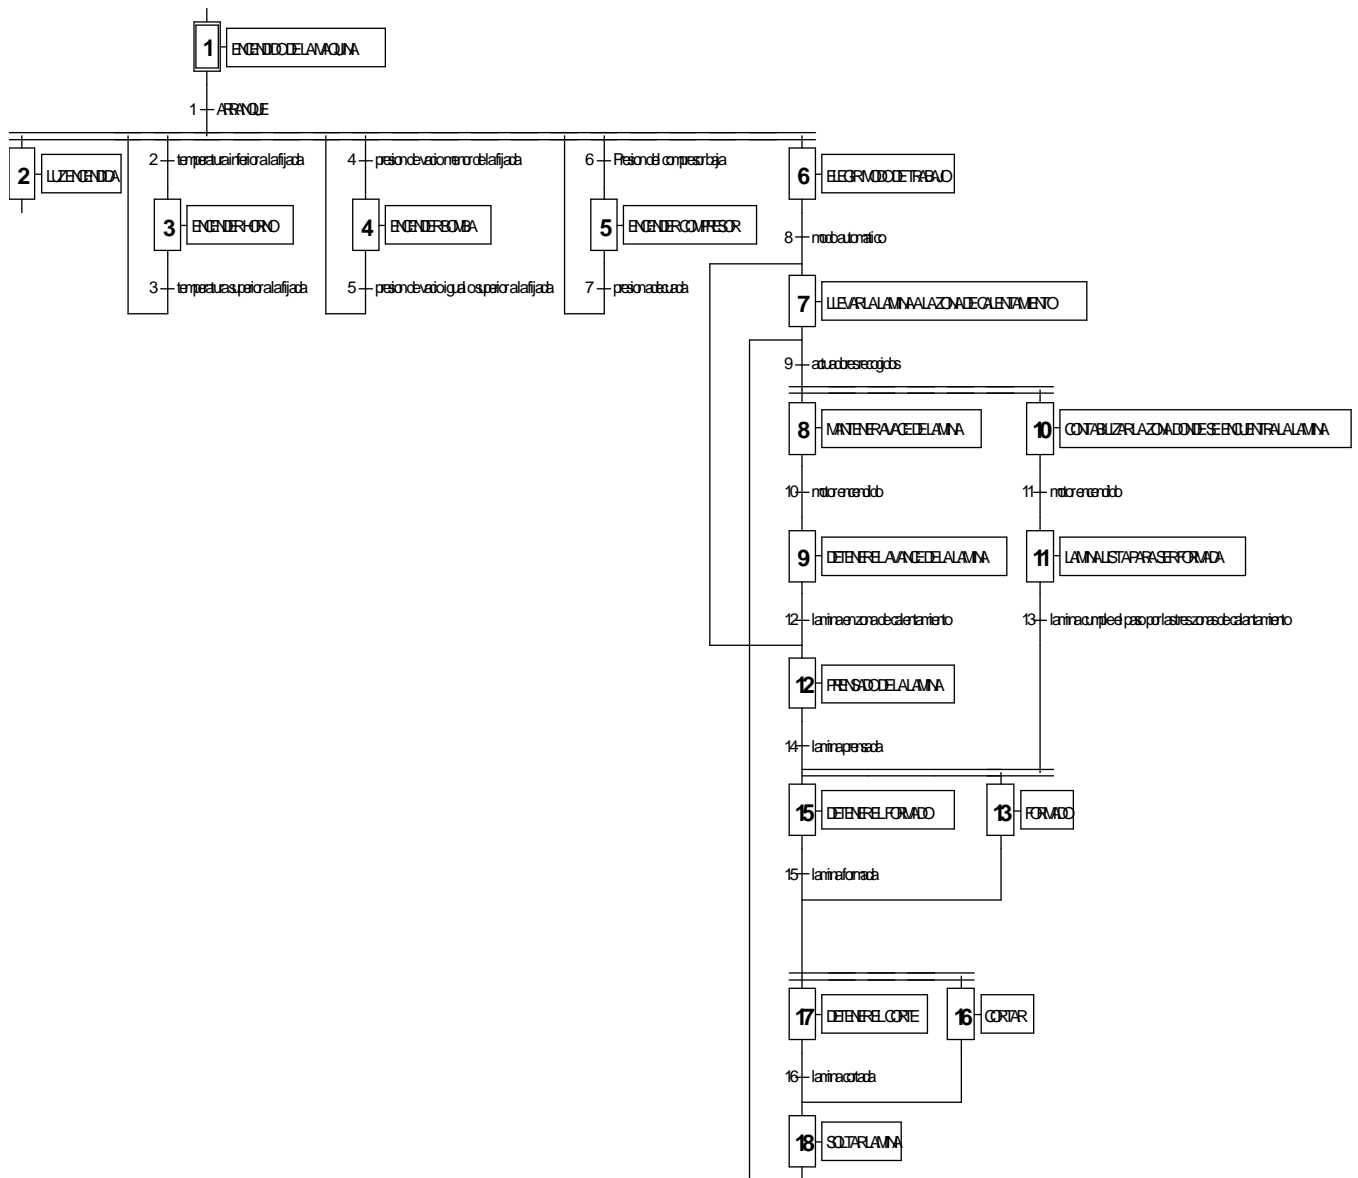 1 ENCENDIDO DE LA MAQUINA
1 ARRANQUE
2 LUZ ENCENDIDA
2 temperatura inferior a la fijada
4 presion de vacio menor de la fijada
6 Presion del compresor baja
6 ELEGIR MODO DE TRABAJO
3 ENCENDER HORNO
4 ENCENDER BOMBA
5 ENCENDER COMPRESOR
8 modo automatico
3 temperatura superior a la fijada
5 presion de vacio igual o superior a la fijada
7 presion adecuada
7 LLEVAR LA LAMINA A LA ZONA DE CALENTAMIENTO
9 actuadores recogidos
8 MANTENER AVACE DE LAMINA
10 CONTABILIZAR LA ZONA DONDE SE ENCUENTRA LA LAMINA
10 motor encendido
11 motor encendido
9 DETENER EL AVANCE DE LA LAMINA
11 LAMINA LISTA PARA SER FORMADA
12 lamina en zona de calentamiento
13 lamina cumple el paso por las tres zonas de calantamiento
12 PRENSADO DE LA LAMINA
14 lamina prensada
15 DETENER EL FORMADO
13 FORMADO
15 lamina formada
17 DETENER EL CORTE
16 CORTAR
16 lamina cortada
18 SOLTAR LAMINA